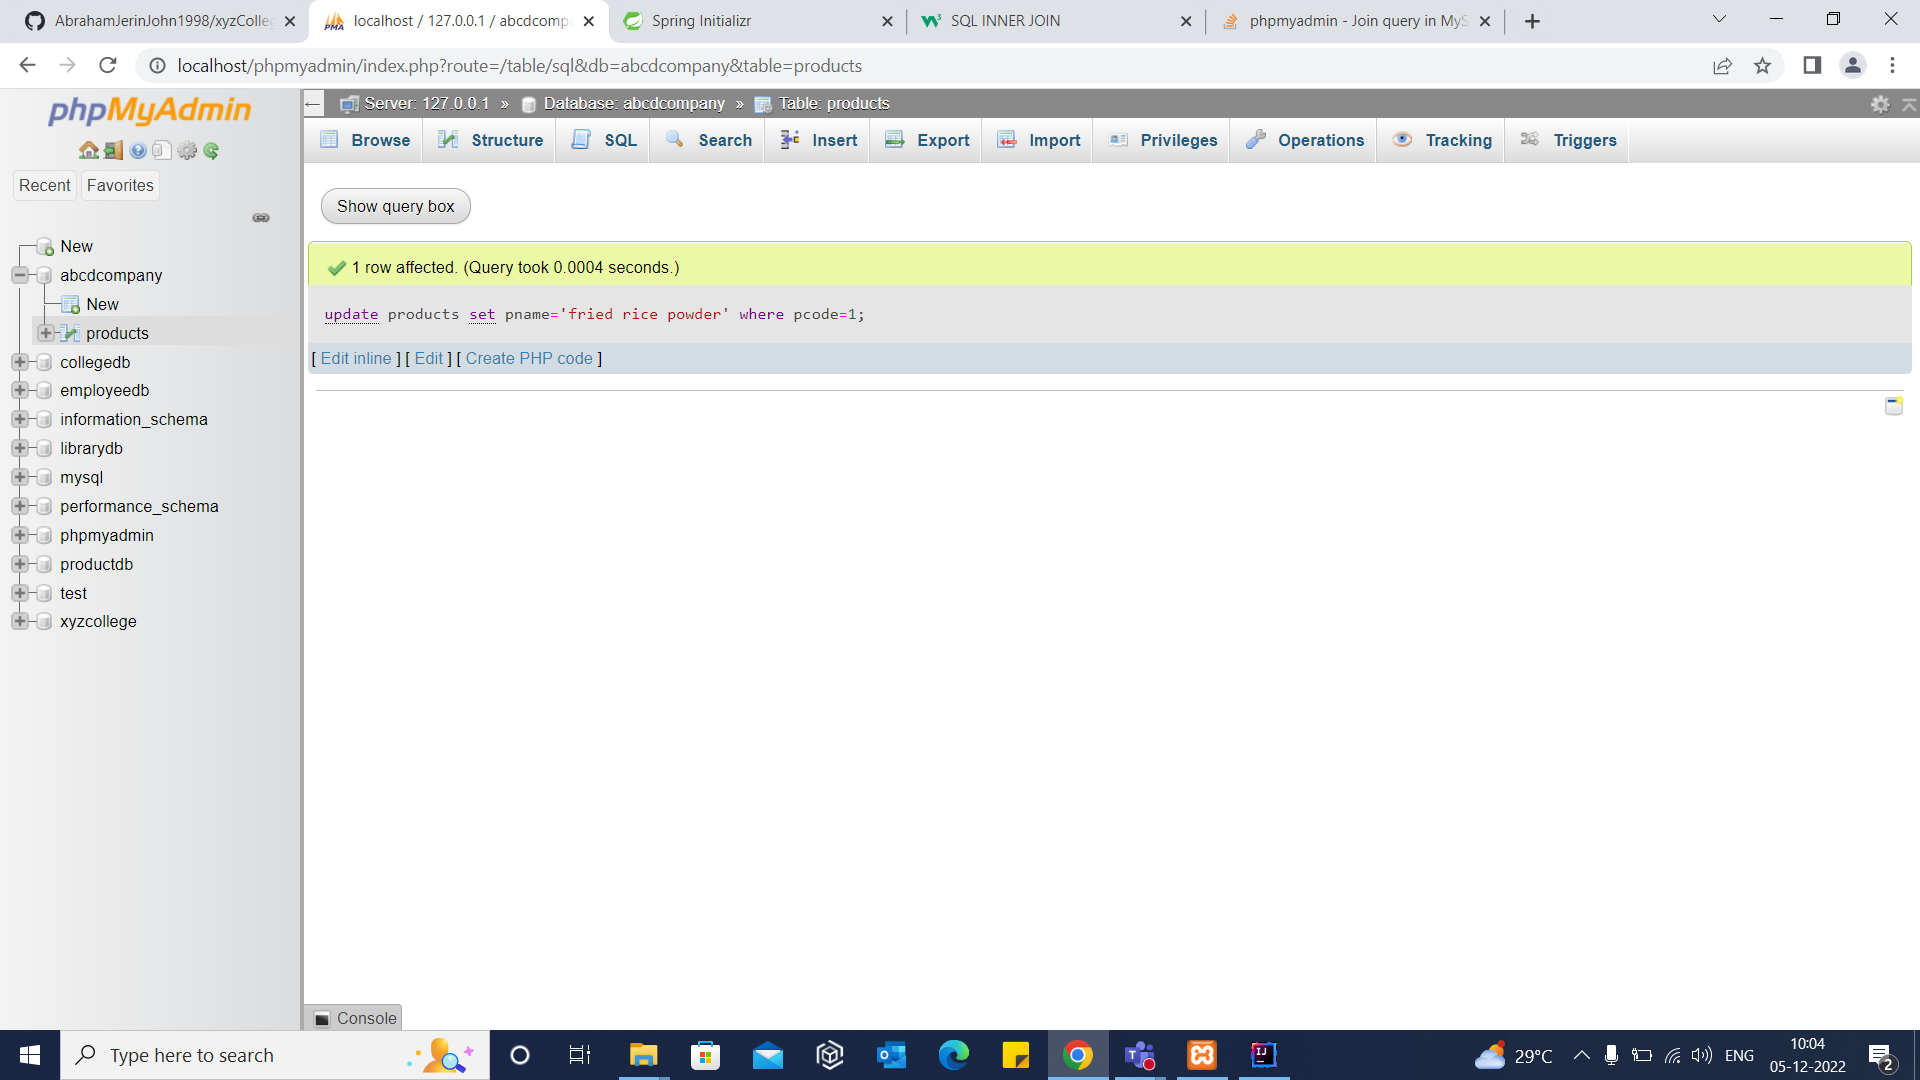 AbrahamJerinJohn1998/xyzColleg
localhost / 127.0.0.1 / abcdcomp
Spring Initializr
SQL INNER JOIN
phpmyadmin - Join query in MyS
localhost/phpmyadmin/index.php?route=/table/sql&db=abcdcompany&table=products
phpMyAdmin
Recent
Favorites
New
abcdcompany
New
products
collegedb
employeedb
information_schema
librarydb
mysql
performance_schema
phpmyadmin
productdb
test
xyzcollege
Server: 127.0.0.1 » Database: abcdcompany » Table: products
Browse
Structure
SQL
Search
Insert
Export
Import
Privileges
Operations
Tracking
Triggers
Show query box
1 row affected. (Query took 0.0004 seconds.)
update products set pname='fried rice powder' where pcode=1;
[ Edit inline ] [ Edit ] [ Create PHP code ]
Console
Type here to search
29°C
ENG
10:04
05-12-2022
2